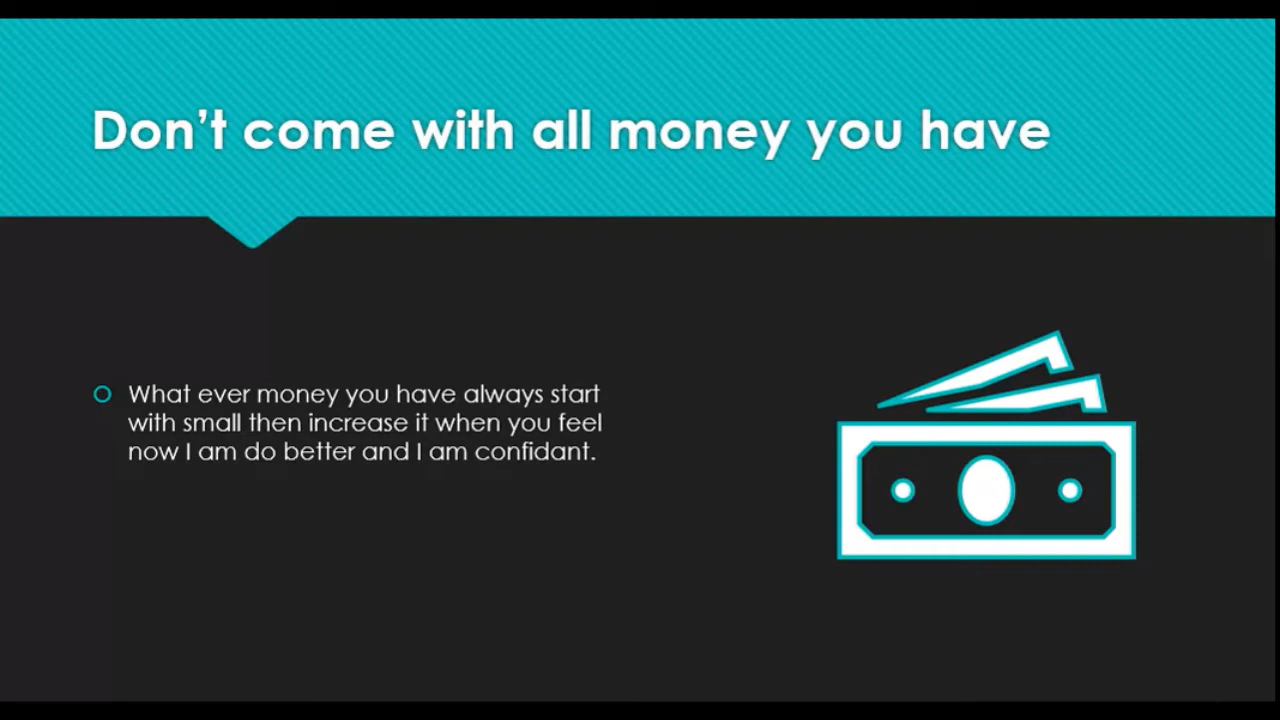 Don’t come with all money you have
What ever money you have always start
with small then increase it when you feel
now I am do better and I am confidant.